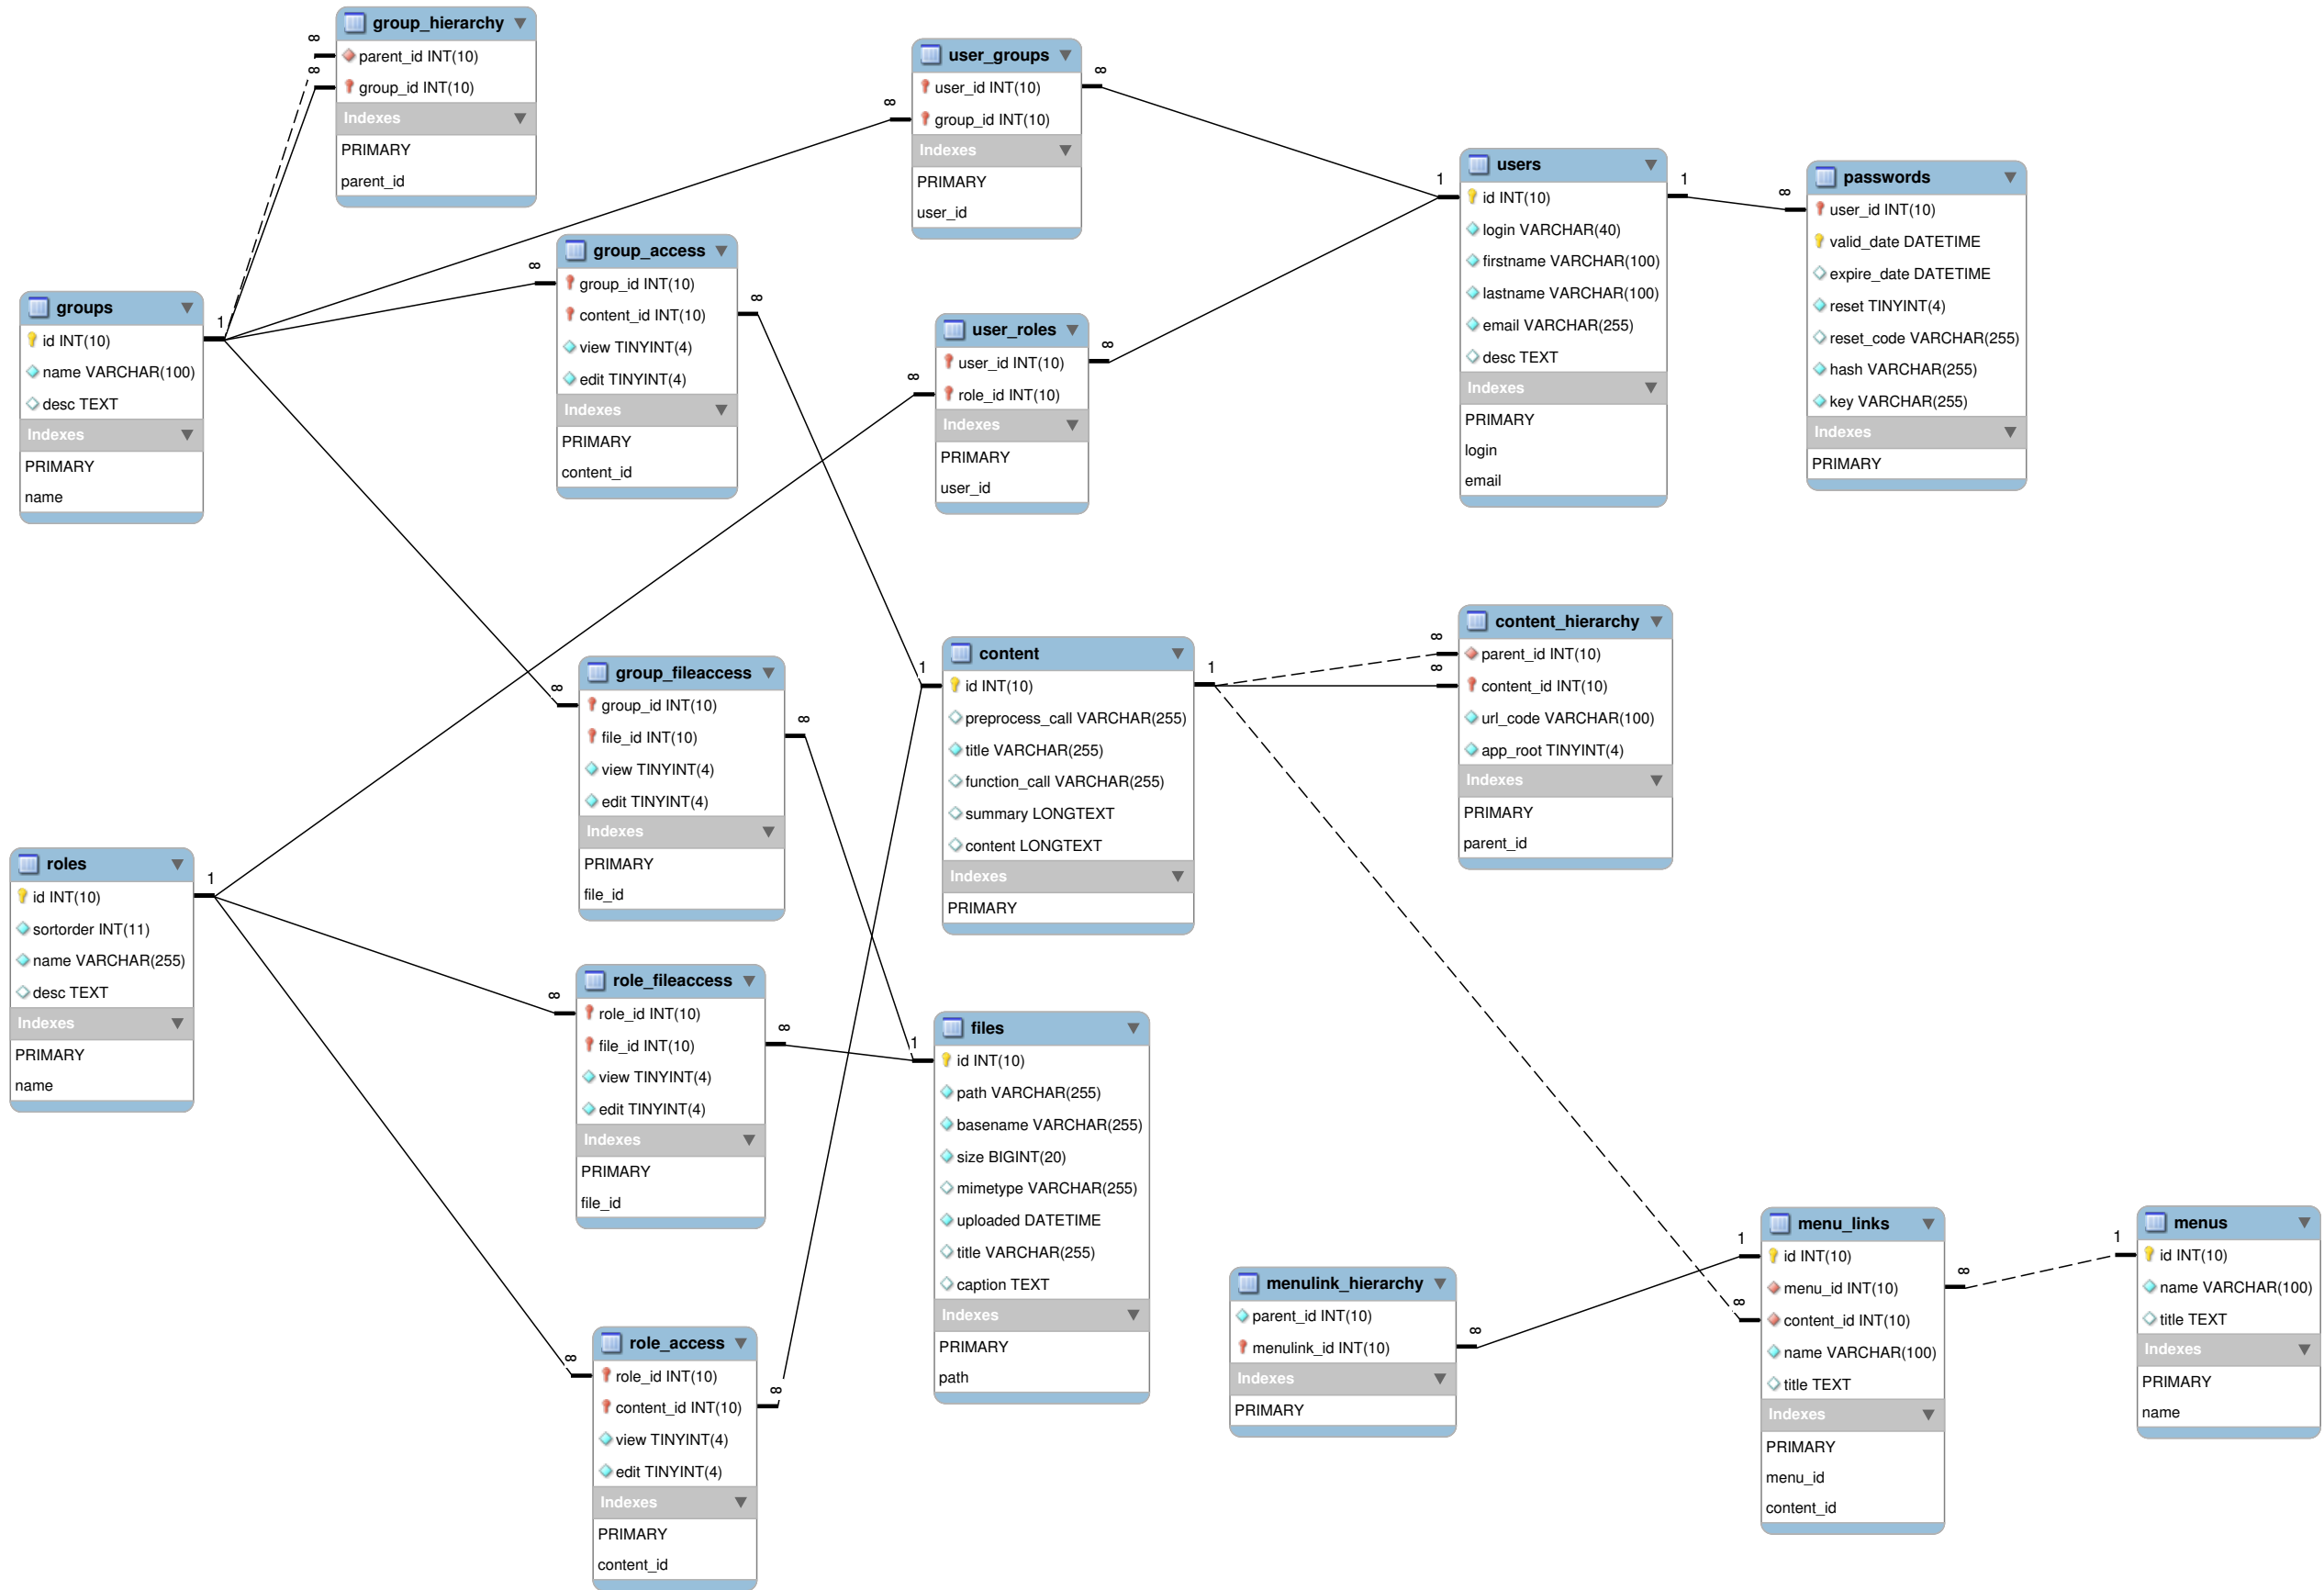 group_hierarchy
parent_id INT(10)
group_id INT(10)
Indexes
PRIMARY
parent_id
∞
∞
user_groups
user_id INT(10)
group_id INT(10)
Indexes
PRIMARY
user_id
∞
∞
users
id INT(10)
login VARCHAR(40)
firstname VARCHAR(100)
lastname VARCHAR(100)
email VARCHAR(255)
desc TEXT
Indexes
PRIMARY
login
email
1
1
passwords
user_id INT(10)
valid_date DATETIME
expire_date DATETIME
reset TINYINT(4)
reset_code VARCHAR(255)
hash VARCHAR(255)
key VARCHAR(255)
Indexes
PRIMARY
∞
group_access
group_id INT(10)
content_id INT(10)
view TINYINT(4)
edit TINYINT(4)
Indexes
PRIMARY
content_id
∞
∞
groups
id INT(10)
name VARCHAR(100)
desc TEXT
Indexes
PRIMARY
name
1
user_roles
user_id INT(10)
role_id INT(10)
Indexes
PRIMARY
user_id
∞
∞
content_hierarchy
parent_id INT(10)
content_id INT(10)
url_code VARCHAR(100)
app_root TINYINT(4)
Indexes
PRIMARY
parent_id
∞
∞
content
id INT(10)
preprocess_call VARCHAR(255)
title VARCHAR(255)
function_call VARCHAR(255)
summary LONGTEXT
content LONGTEXT
Indexes
PRIMARY
1
1
group_fileaccess
group_id INT(10)
file_id INT(10)
view TINYINT(4)
edit TINYINT(4)
Indexes
PRIMARY
file_id
∞
∞
roles
id INT(10)
sortorder INT(11)
name VARCHAR(255)
desc TEXT
Indexes
PRIMARY
name
1
role_fileaccess
role_id INT(10)
file_id INT(10)
view TINYINT(4)
edit TINYINT(4)
Indexes
PRIMARY
file_id
∞
∞
files
id INT(10)
path VARCHAR(255)
basename VARCHAR(255)
size BIGINT(20)
mimetype VARCHAR(255)
uploaded DATETIME
title VARCHAR(255)
caption TEXT
Indexes
PRIMARY
path
1
menu_links
id INT(10)
menu_id INT(10)
content_id INT(10)
name VARCHAR(100)
title TEXT
Indexes
PRIMARY
menu_id
content_id
1
∞
∞
menus
id INT(10)
name VARCHAR(100)
title TEXT
Indexes
PRIMARY
name
1
menulink_hierarchy
parent_id INT(10)
menulink_id INT(10)
Indexes
PRIMARY
∞
role_access
role_id INT(10)
content_id INT(10)
view TINYINT(4)
edit TINYINT(4)
Indexes
PRIMARY
content_id
∞
∞